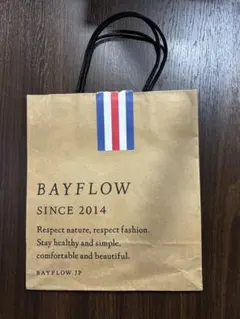 BAYFLOW
SINCE 2014
Respect nature, respect fashion.
Stay healthy and simple,
comfortable and beautiful.
BAYFLOW.JP